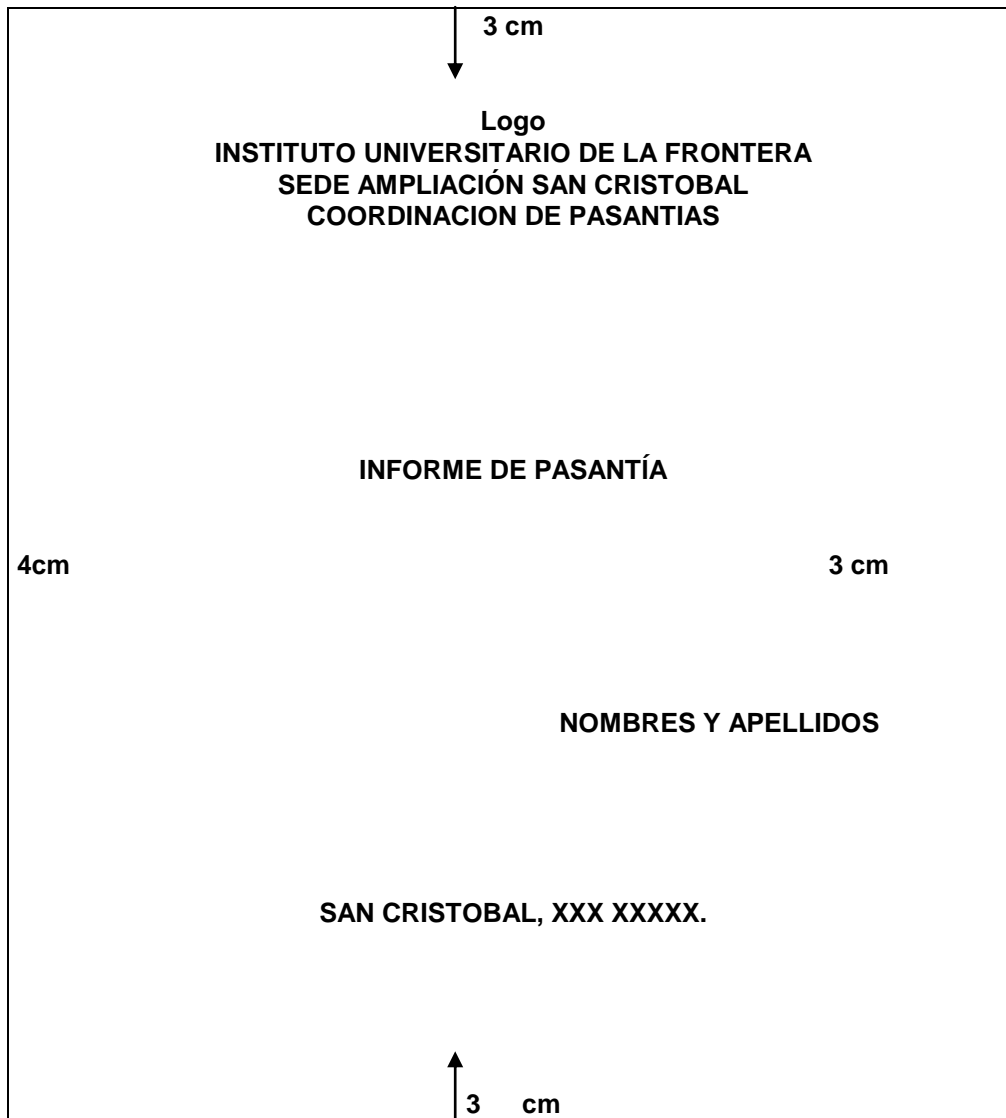 3 cm
Logo
INSTITUTO UNIVERSITARIO DE LA FRONTERA
SEDE AMPLIACIÓN SAN CRISTOBAL
COORDINACION DE PASANTIAS
INFORME DE PASANTÍA
4cm 3 cm
NOMBRES Y APELLIDOS
SAN CRISTOBAL, XXX XXXXX.
3 cm